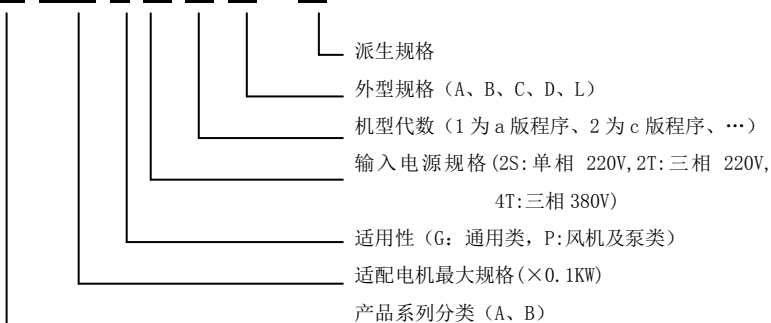 派生规格
外型规格（A、B、C、D、L）
机型代数（1 为 a 版程序、2 为 c 版程序、…）
输入电源规格(2S:单相 220V,2T:三相 220V,
4T:三相 380V)
适用性（G: 通用类, P:风机及泵类）
适配电机最大规格(×0.1KW)
产品系列分类（A、B）